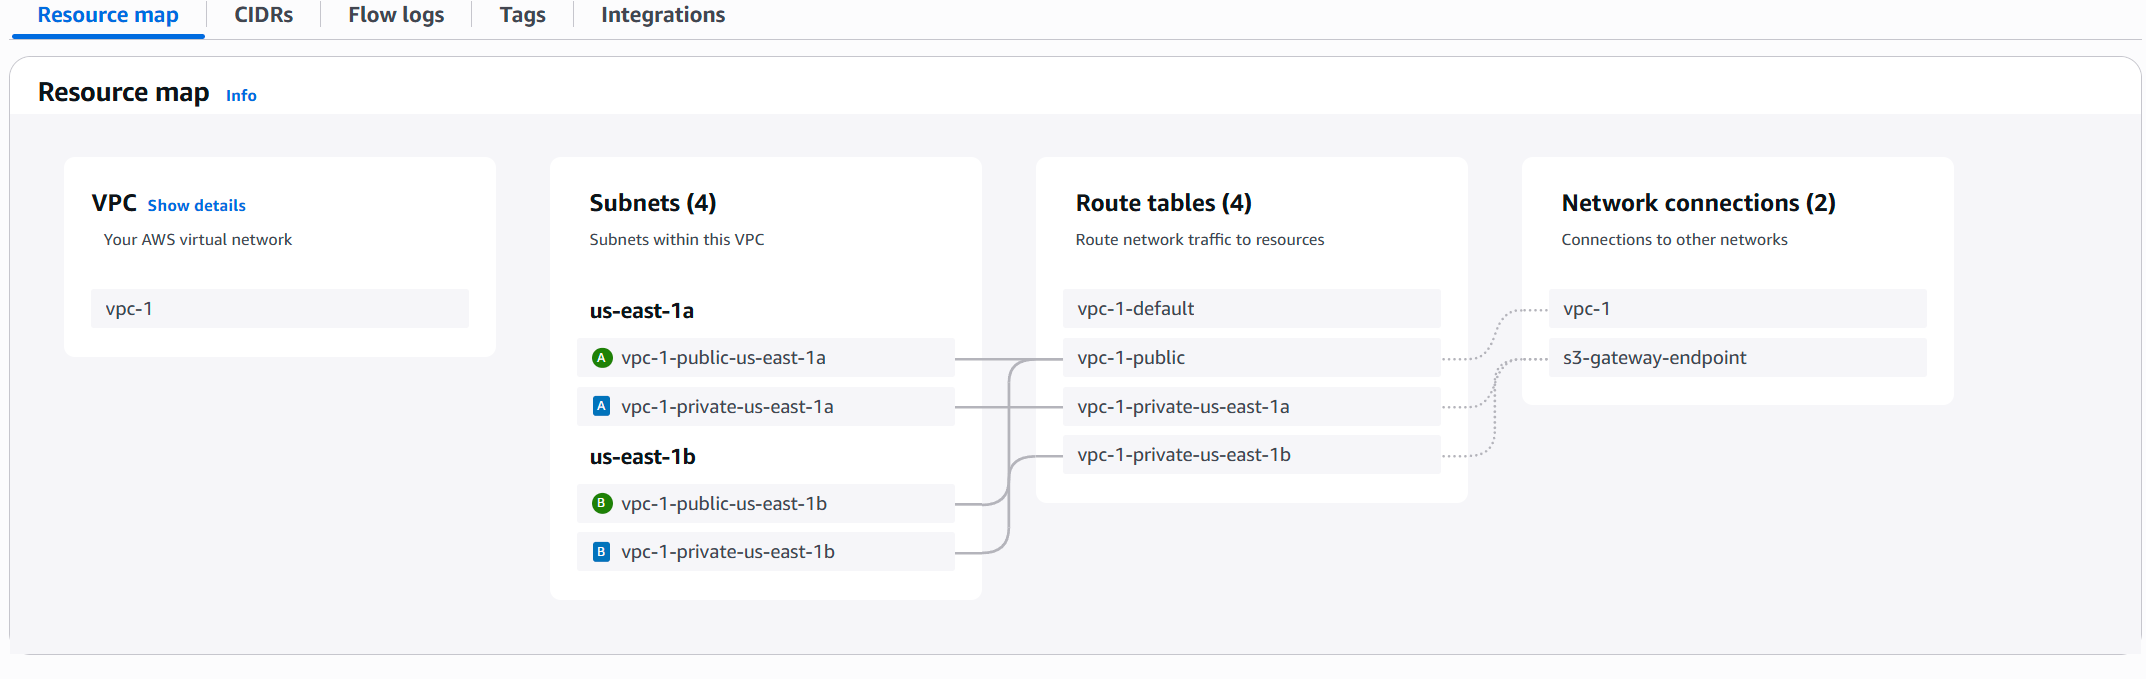 Resource map
CIDRs
Flow logs
Tags
Integrations
Resource map Info
VPC Show details
Your AWS virtual network
vpc-1
Subnets (4)
Subnets within this VPC
us-east-1a
A vpc-1-public-us-east-1a
A vpc-1-private-us-east-1a
us-east-1b
B vpc-1-public-us-east-1b
B vpc-1-private-us-east-1b
Route tables (4)
Route network traffic to resources
vpc-1-default
vpc-1-public
vpc-1-private-us-east-1a
vpc-1-private-us-east-1b
Network connections (2)
Connections to other networks
vpc-1
s3-gateway-endpoint